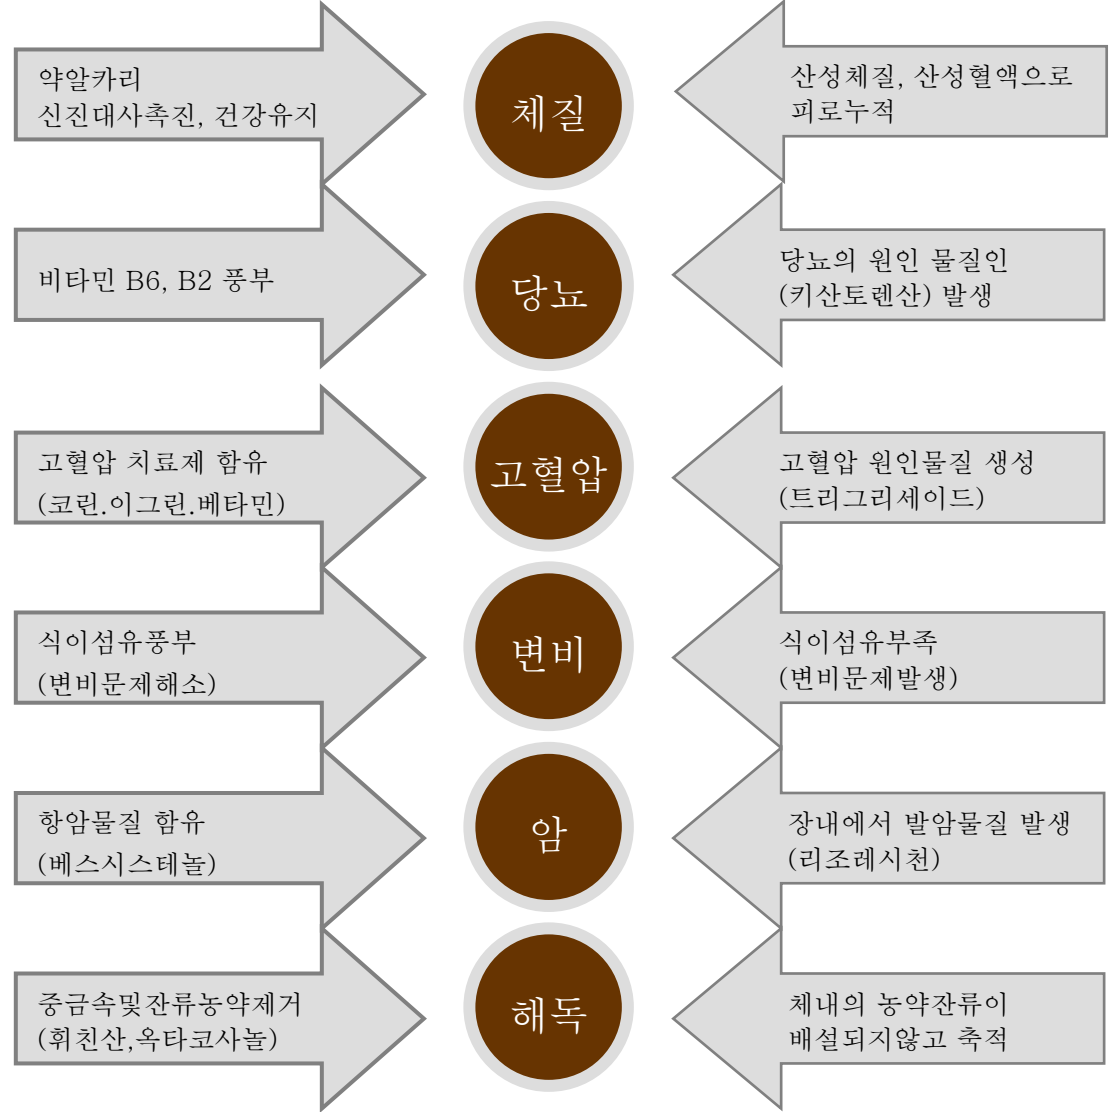 약알카리
신진대사촉진, 건강유지
체질
산성체질, 산성혈액으로
피로누적
비타민 B6, B2 풍부
당뇨
당뇨의 원인 물질인
(키산토렌산) 발생
고혈압 치료제 함유
(코린.이그린.베타민)
고혈압
고혈압 원인물질 생성
(트리그리세이드)
식이섬유풍부
(변비문제해소)
변비
식이섬유부족
(변비문제발생)
항암물질 함유
(베스시스테놀)
암
장내에서 발암물질 발생
(리조레시천)
중금속및잔류농약제거
(휘친산,옥타코사놀)
해독
체내의 농약잔류이
배설되지않고 축적